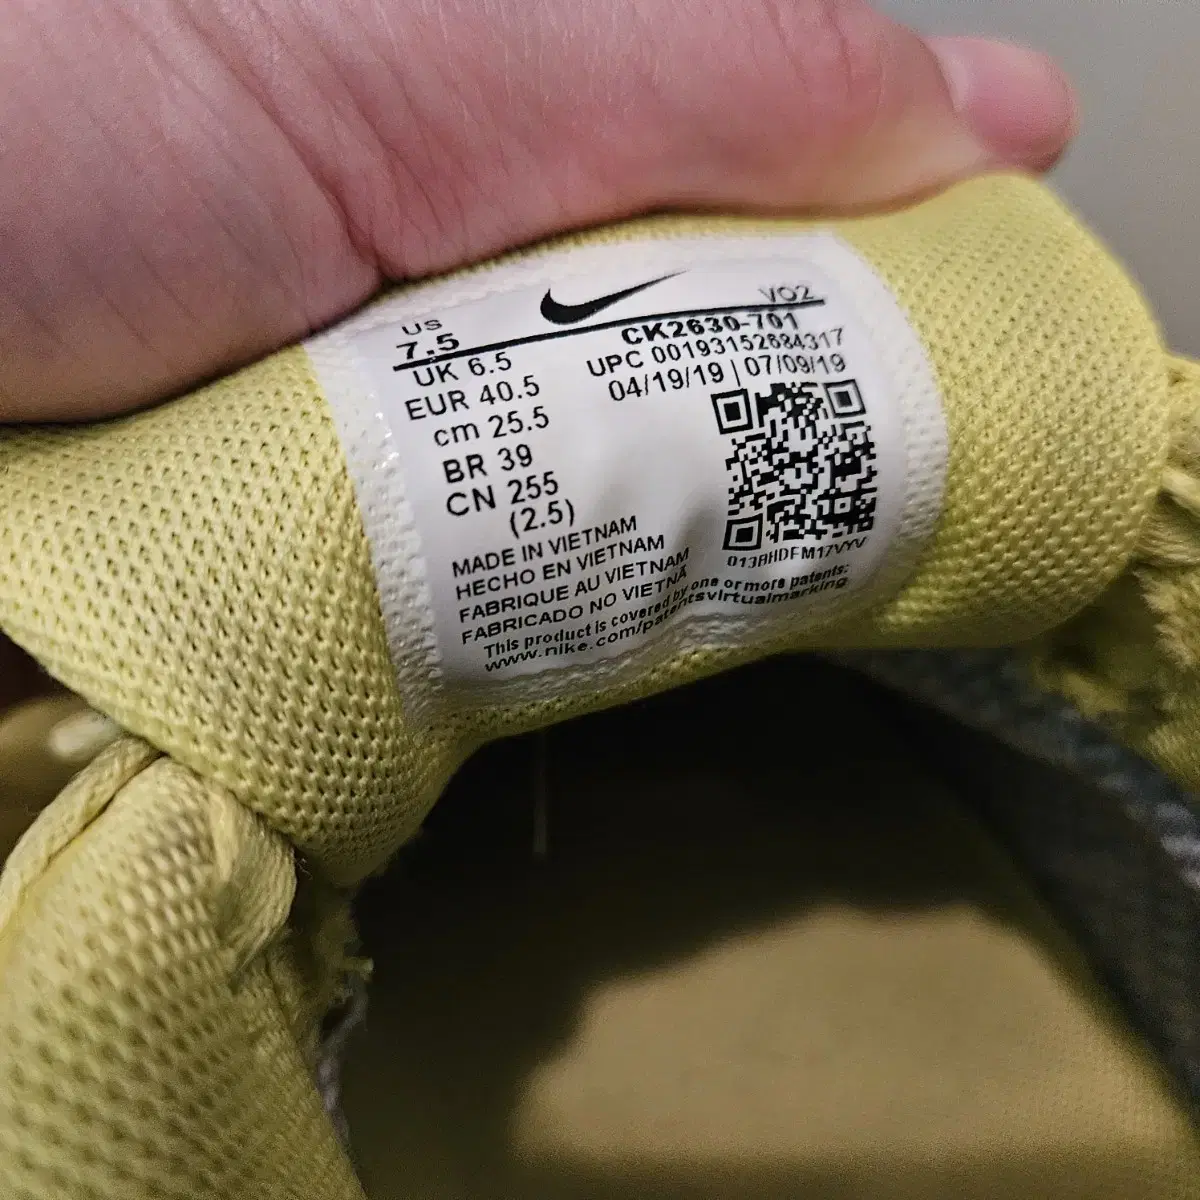 US
7.5
UK 6.5
EUR 40.5
cm 25.5
BR 39
CN 255
(2.5)
VO2
CK2630-701
UPC 00193152684317
04/19/19 | 07/09/19
MADE IN VIETNAM
HECHO EN VIETNAM
FABRIQUE AU VIETNAM
FABRICADO NO VIETNÃ
This product is covered by one or more patents:
www.nike.com/patentsvirtualmarking